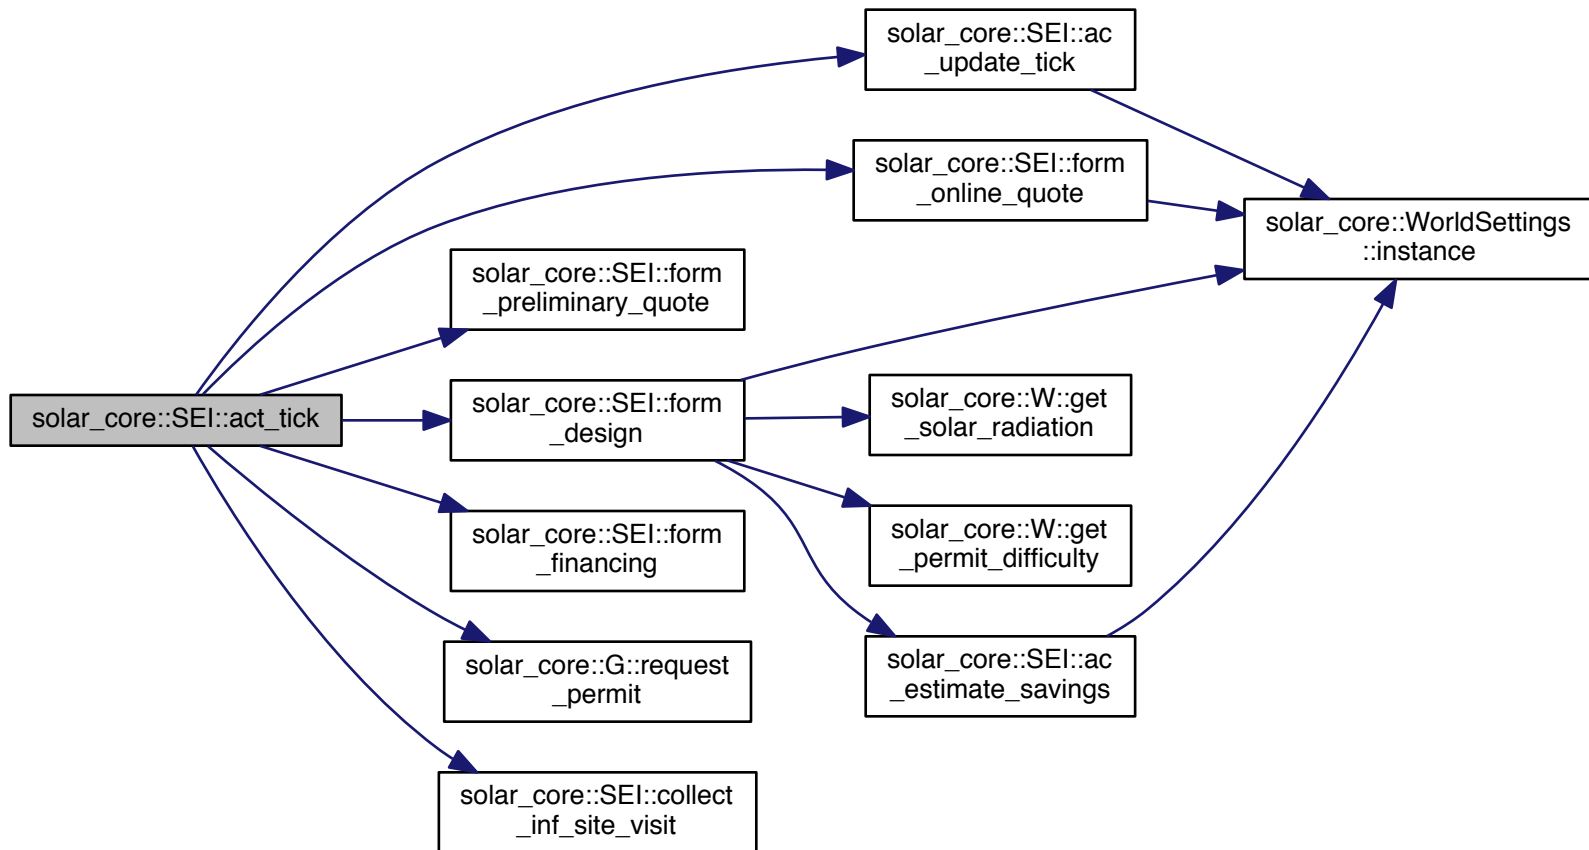 solar_core::SEI::ac
_update_tick
solar_core::SEI::form
_online_quote
solar_core::WorldSettings
::instance
solar_core::SEI::form
_preliminary_quote
solar_core::SEI::act_tick
solar_core::SEI::form
_design
solar_core::W::get
_solar_radiation
solar_core::SEI::form
_financing
solar_core::W::get
_permit_difficulty
solar_core::G::request
_permit
solar_core::SEI::ac
_estimate_savings
solar_core::SEI::collect
_inf_site_visit